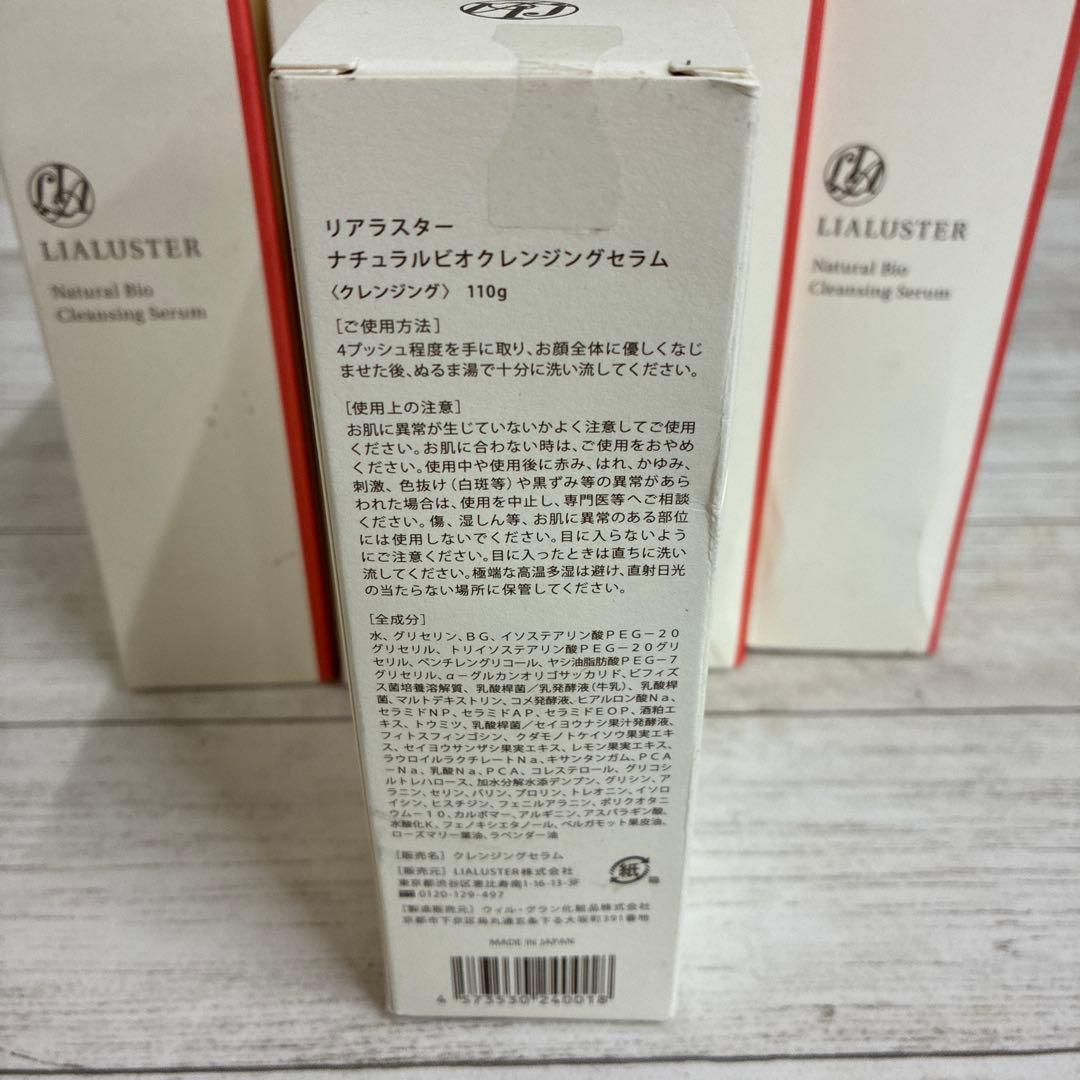 LIA
LIALUSTER
Natural Bio
Cleansing Serum
リアラスター
ナチュラルビオクレンジングセラム
〈クレンジング〉 110g
[ご使用方法]
4プッシュ程度を手に取り、お顔全体に優しくなじ
ませた後、ぬるま湯で十分に洗い流してください。
[使用上の注意]
お肌に異常が生じていないかよく注意してご使用
ください。お肌に合わない時は、ご使用をおやめ
ください。使用中や使用後に赤み、はれ、かゆみ、
刺激、色抜け(白斑等)や黒ずみ等の異常があら
われた場合は、使用を中止し、専門医等へご相談
ください。傷、湿しん等、お肌に異常のある部位
には使用しないでください。目に入らないよう
にご注意ください。目に入ったときは直ちに洗い
流してください。極端な高温多湿は避け、直射日光
の当たらない場所に保管してください。
[全成分]
水、グリセリン、BG、イソステアリン酸PEG−20
グリセリル、トリイソステアリン酸PEG−20グリ
セリル、ペンチレングリコール、ヤシ油脂肪酸PEG−7
グリセリル、α−グルカンオリゴサッカリド、ビフィズ
ス菌培養溶解質、乳酸桿菌/乳発酵液(牛乳)、乳酸桿
菌、マルトデキストリン、コメ発酵液、ヒアルロン酸Na、
セラミドNP、セラミドAP、セラミドEOP、酒粕エ
キス、トウミツ、乳酸桿菌/セイヨウナシ果汁発酵液、
フィトスフィンゴシン、クダモノトケイソウ果実エキ
ス、セイヨウサンザシ果実エキス、レモン果実エキス、
ラウロイルラクチレートNa、キサンタンガム、PCA
−Na、乳酸Na、PCA、コレステロール、グリコシ
ルトレハロース、加水分解水添デンプン、グリシン、ア
ラニン、セリン、バリン、プロリン、トレオニン、イソロ
イシン、ヒスチジン、フェニルアラニン、ポリクオタニ
ウム−10、カルボマー、アルギニン、アスパラギン酸、
水酸化K、フェノキシエタノール、ベルガモット果皮油、
ローズマリー葉油、ラベンダー油
[販売名] クレンジングセラム
[販売元] LIALUSTER株式会社
東京都渋谷区恵比寿南1-16-13-3F
0120-129-497
[製造販売元] ウィル・グラン化粧品株式会社
京都市下京区烏丸通五条下る大坂町391番地
紙
箱
MADE IN JAPAN
4 573530 240018
LIA
LIALUSTER
Natural Bio
Cleansing Serum